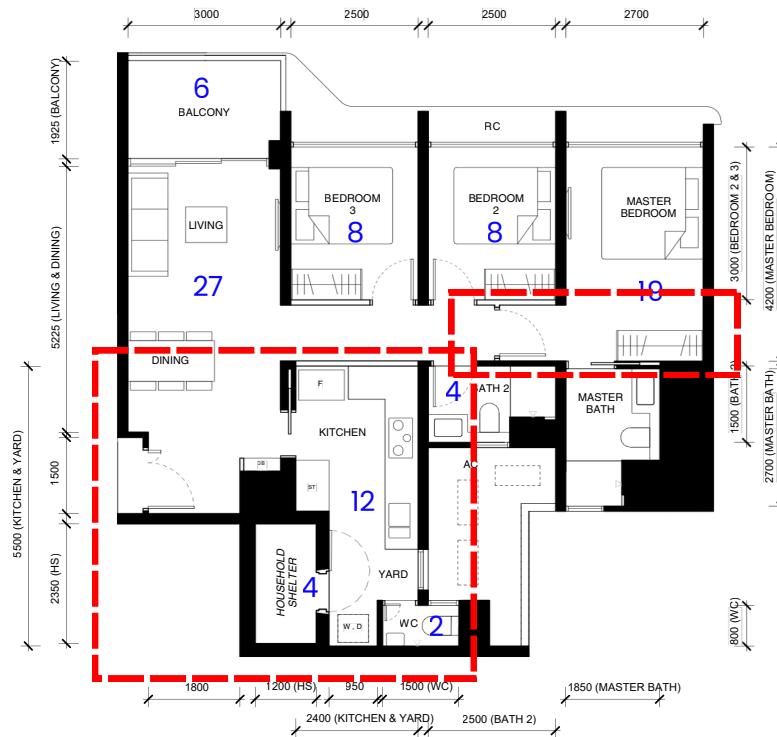 3000
2500
2500
2700
1925 (BALCONY)
5225 (LIVING & DINING)
1500
5500 (KITCHEN & YARD)
2350 (HS)
6
BALCONY
RC
BEDROOM
3
8
BEDROOM
2
8
MASTER
BEDROOM
19
LIVING
27
DINING
F
KITCHEN
4
BATH 2
MASTER
BATH
DB
ST
12
AC
HOUSEHOLD
SHELTER
4
YARD
W, D
WC
2
3000 (BEDROOM 2 & 3)
4200 (MASTER BEDROOM)
1500 (BATH 2)
2700 (MASTER BATH)
800 (WC)
1800
1200 (HS)
950
1500 (WC)
1850 (MASTER BATH)
2400 (KITCHEN & YARD)
2500 (BATH 2)